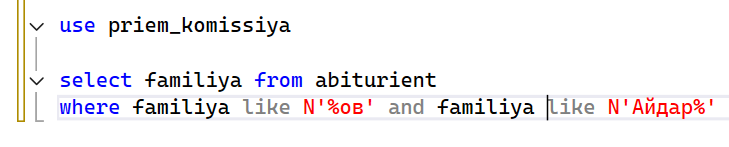 use priem_komissiya
select familiya from abiturient
where familiya like N'%ов' and familiya like N'Айдар%'